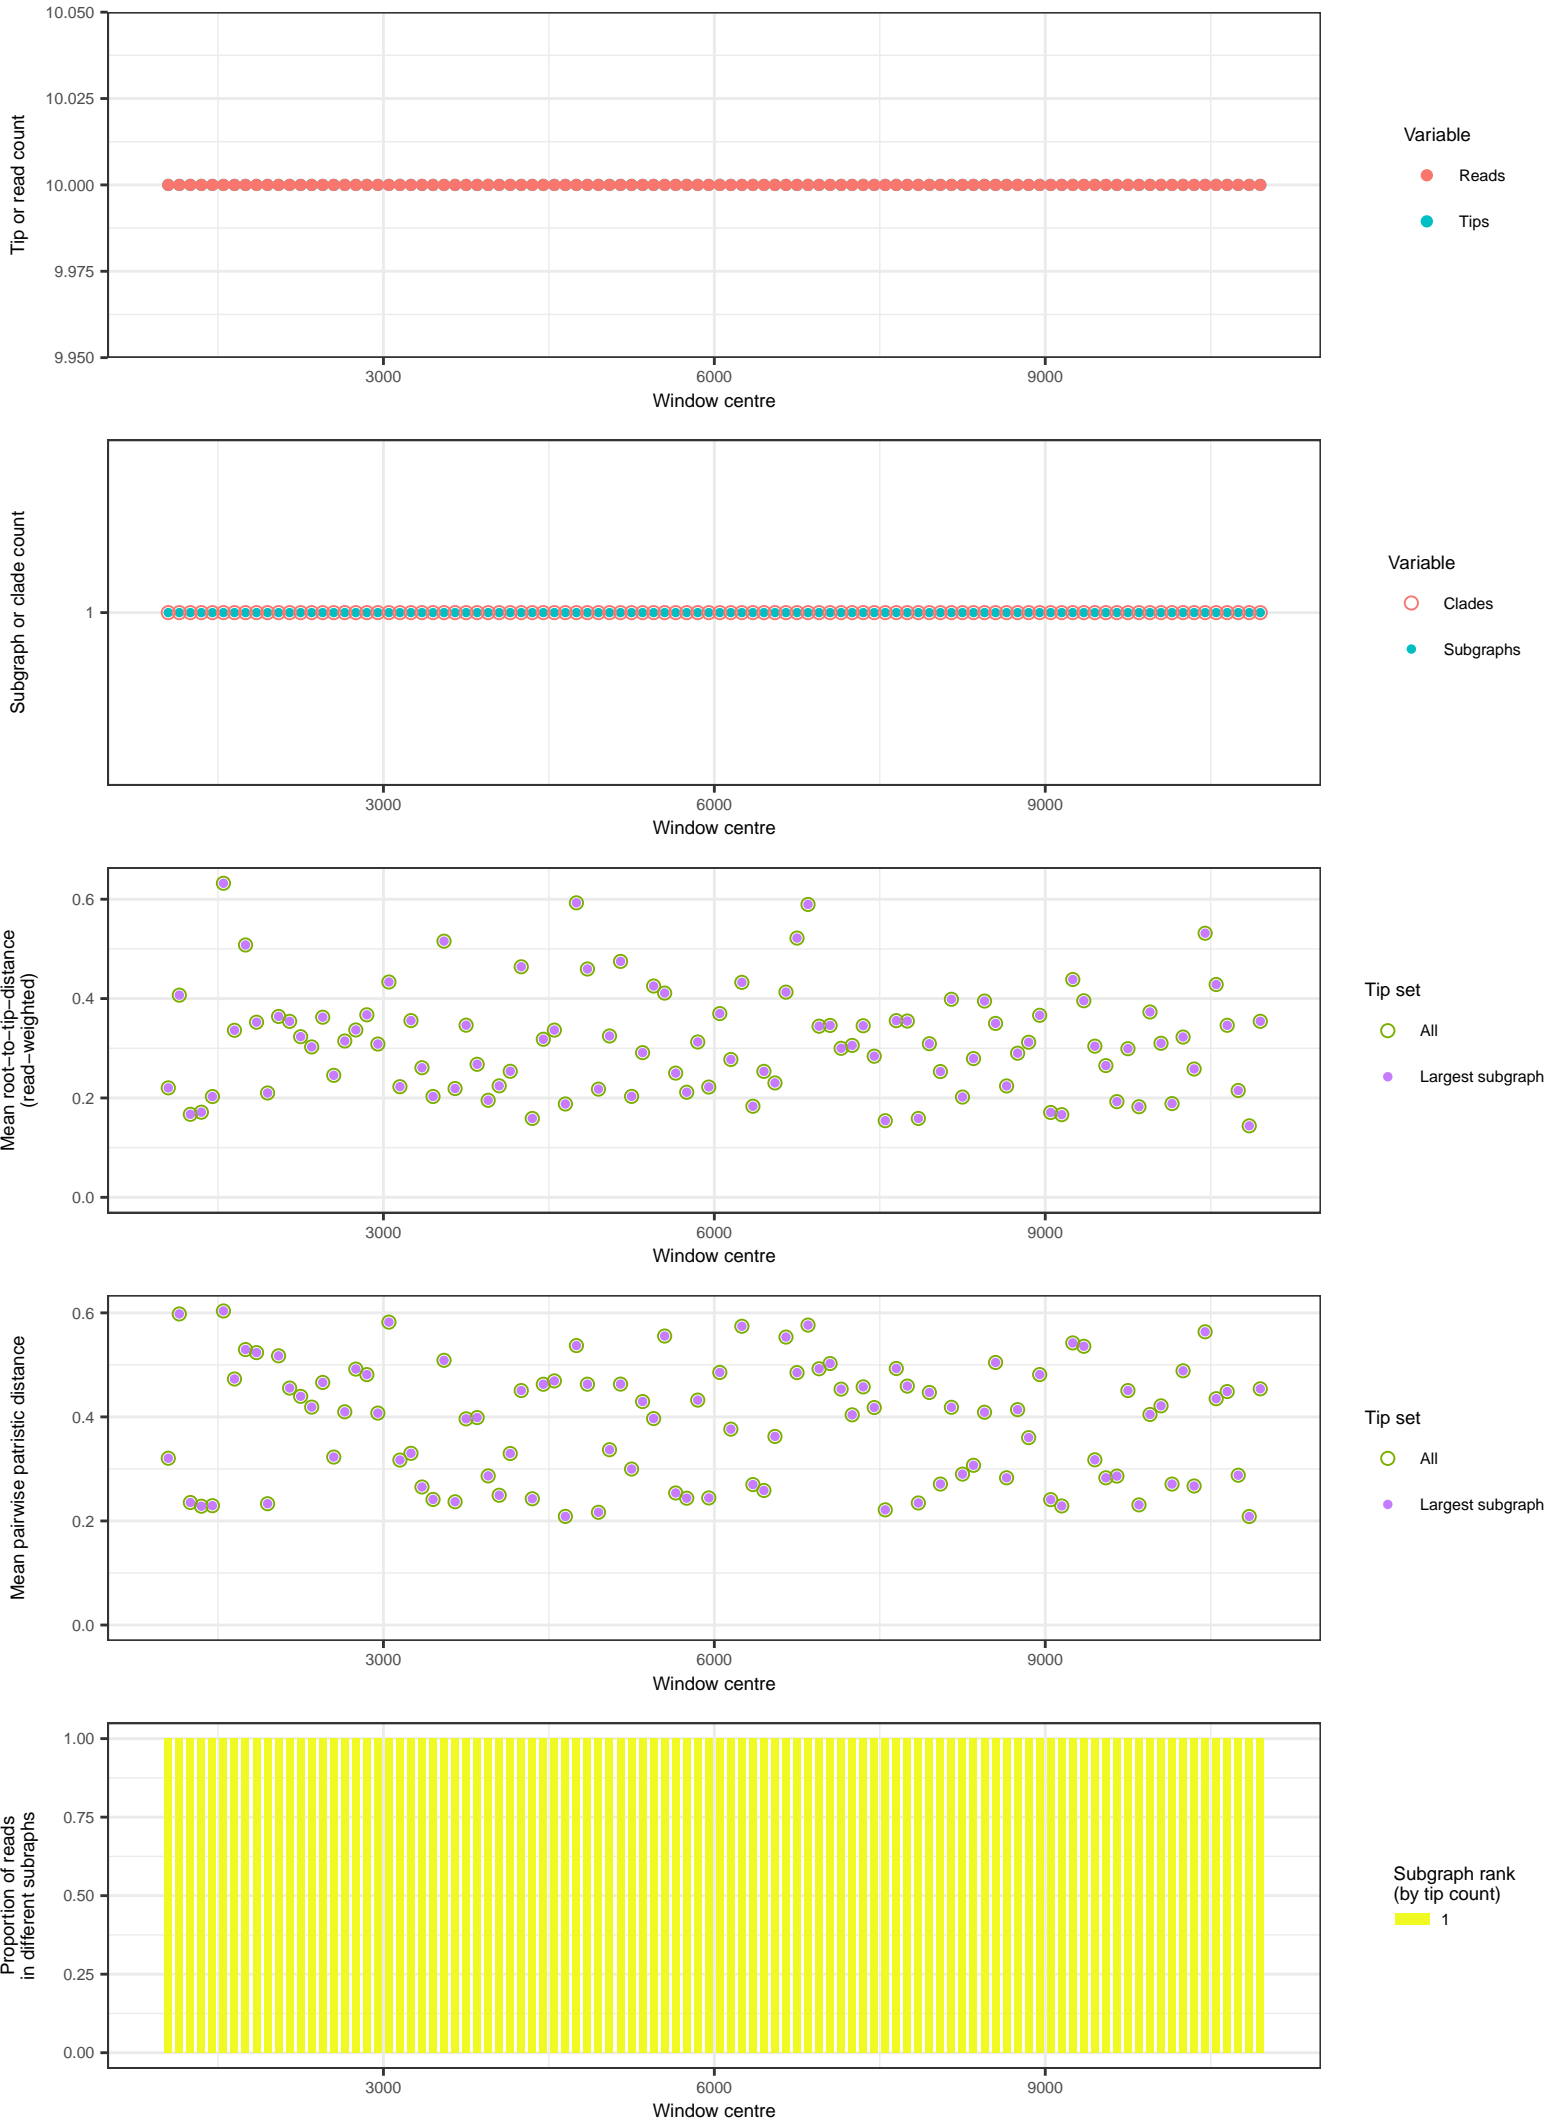 10.050
10.025
10.000
9.975
9.950
Tip or read count
3000
6000
9000
Window centre
Variable
Reads
Tips
1
Subgraph or clade count
3000
6000
9000
Window centre
Variable
Clades
Subgraphs
0.6
0.4
0.2
0.0
Mean root−to−tip−distance
(read−weighted)
3000
6000
9000
Window centre
Tip set
All
Largest subgraph
0.6
0.4
0.2
0.0
Mean pairwise patristic distance
3000
6000
9000
Window centre
Tip set
All
Largest subgraph
1.00
0.75
0.50
0.25
0.00
Proportion of reads
in different subraphs
3000
6000
9000
Window centre
Subgraph rank
(by tip count)
1